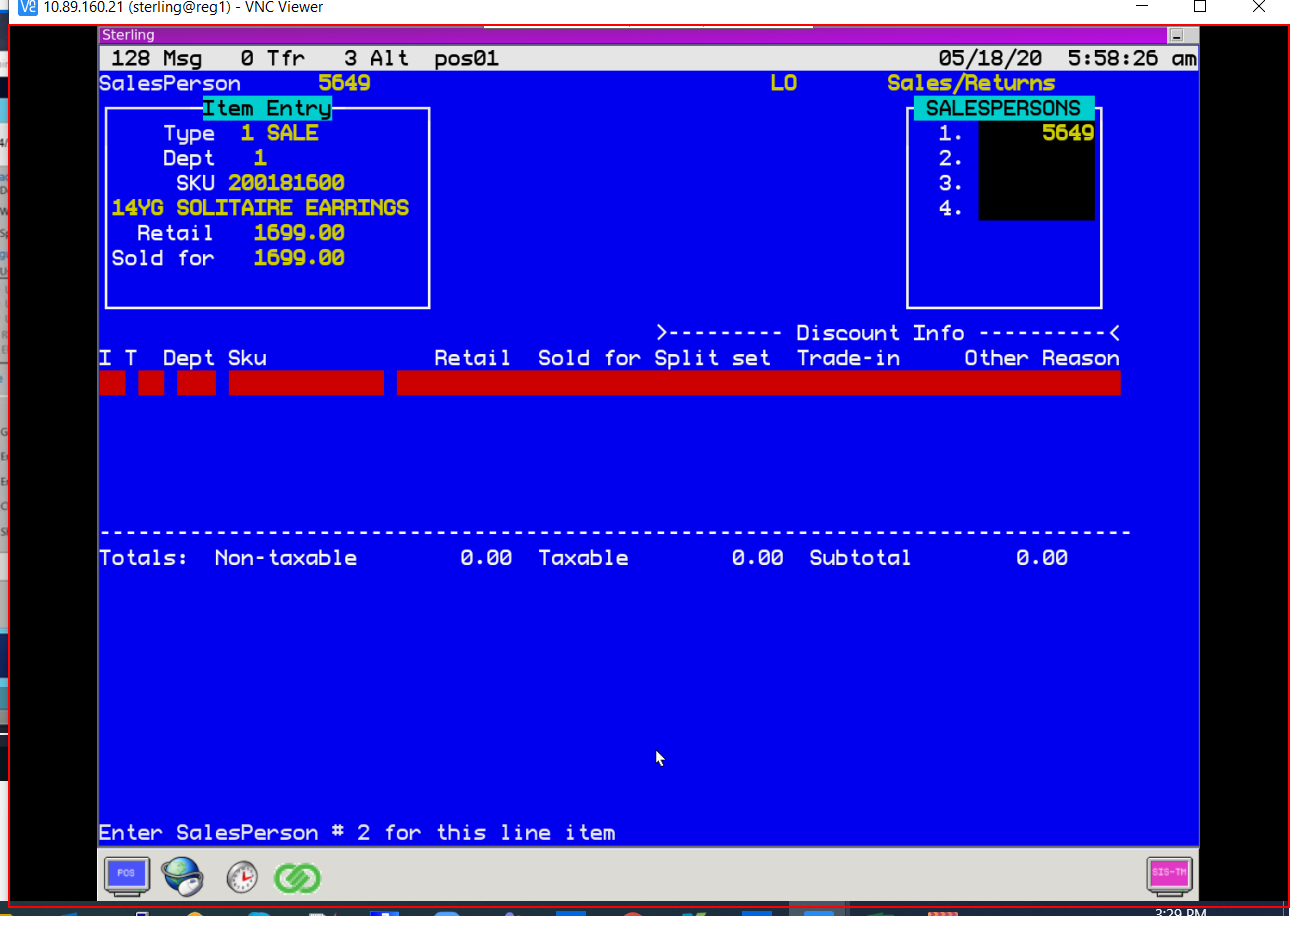 10.89.160.21 (sterling@reg1) - VNC Viewer
Sterling
128 Msg 0 Tfr 3 Alt pos01 05/18/20 5:58:26 am
SalesPerson 5649 LO Sales/Returns
Item Entry
Type 1 SALE
Dept 1
SKU 200181600
14YG SOLITAIRE EARRINGS
Retail 1699.00
Sold for 1699.00
SALESPERSONS
1. 5649
2.
3.
4.
>--------- Discount Info ----------<
I T Dept Sku Retail Sold for Split set Trade-in Other Reason
Totals: Non-taxable 0.00 Taxable 0.00 Subtotal 0.00
Enter SalesPerson # 2 for this line item
POS
SIS-TM
3:29 PM